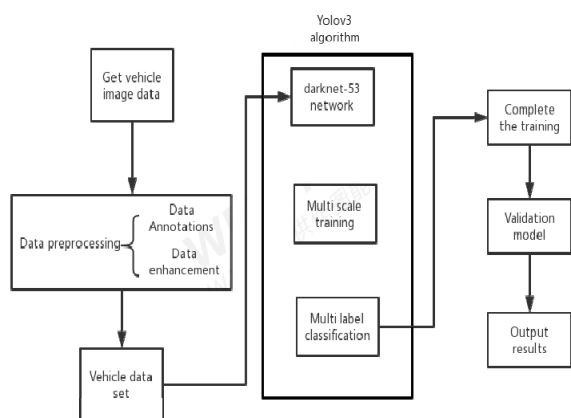 Yolov3
algorithm
Get vehicle
image data
Data preprocessing
Data
Annotations
Data
enhancement
Vehicle data
set
darknet-53
network
Multi scale
training
Multi label
classification
Complete
the training
Validation
model
Output
results